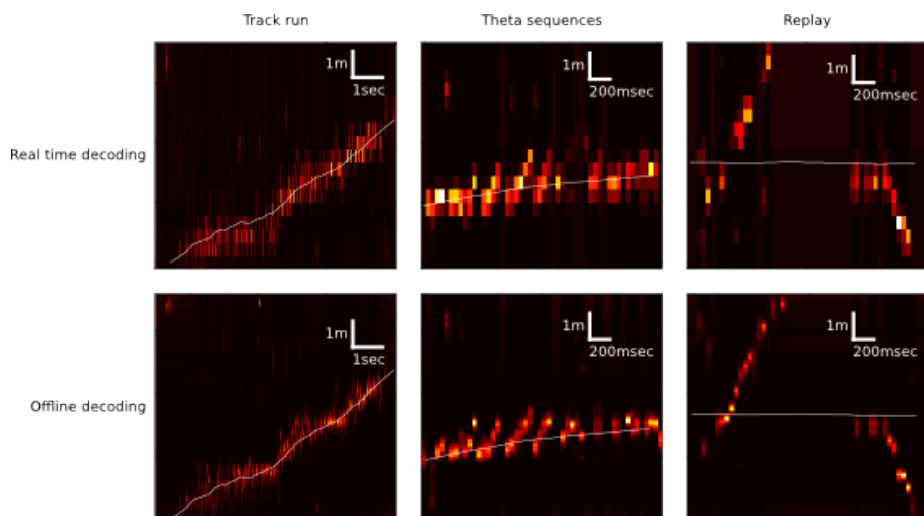 Track run
Theta sequences
Replay
Real time decoding
1m
1sec
1m
200msec
1m
200msec
Offline decoding
1m
1sec
1m
200msec
1m
200msec